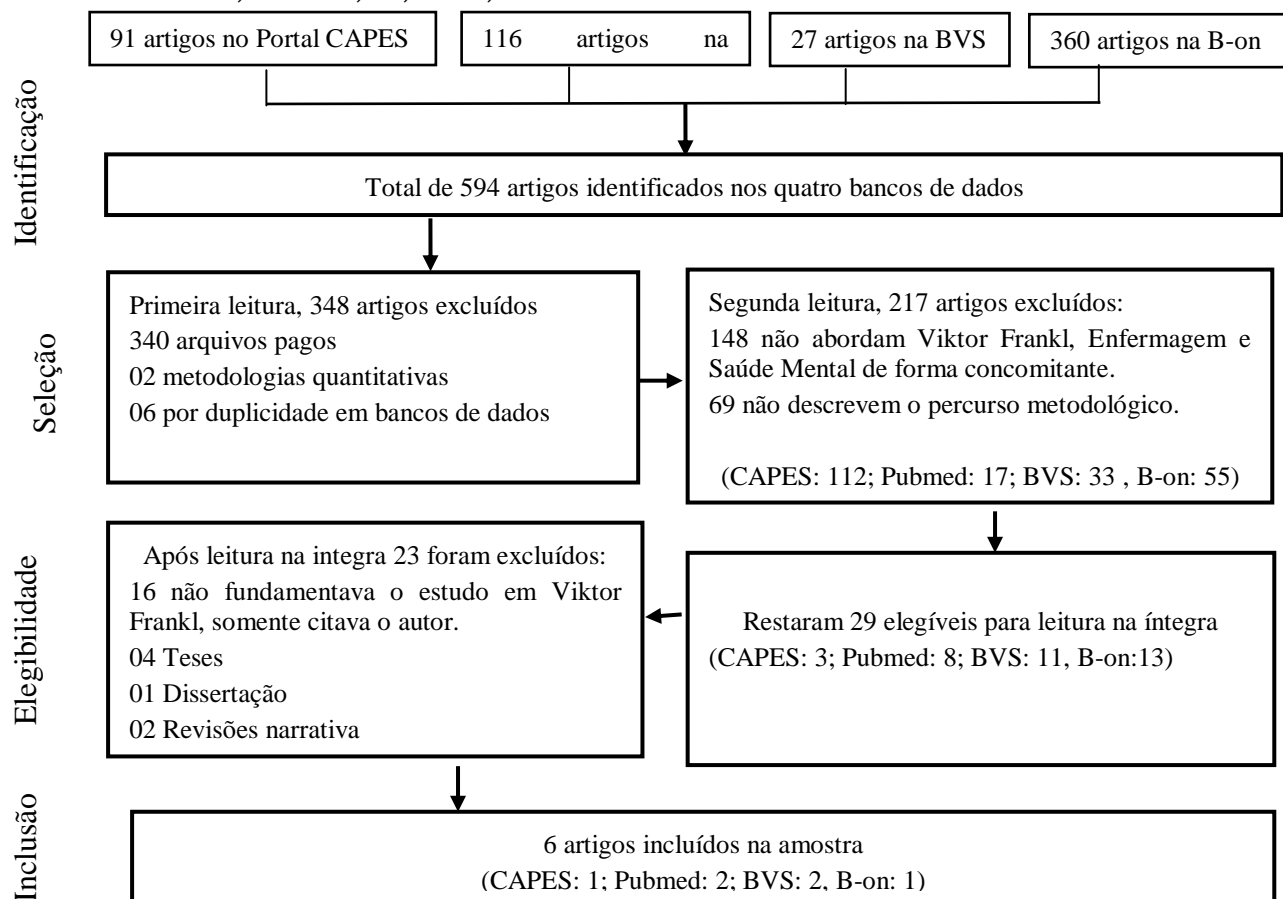 91 artigos no Portal CAPES
116 artigos na
27 artigos na BVS
360 artigos na B-on
Identificação
Total de 594 artigos identificados nos quatro bancos de dados
Seleção
Primeira leitura, 348 artigos excluídos
340 arquivos pagos
02 metodologias quantitativas
06 por duplicidade em bancos de dados
Segunda leitura, 217 artigos excluídos:
148 não abordam Viktor Frankl, Enfermagem e
Saúde Mental de forma concomitante.
69 não descrevem o percurso metodológico.
(CAPES: 112; Pubmed: 17; BVS: 33 , B-on: 55)
Elegibilidade
Após leitura na integra 23 foram excluídos:
16 não fundamentava o estudo em Viktor
Frankl, somente citava o autor.
04 Teses
01 Dissertação
02 Revisões narrativa
Restaram 29 elegíveis para leitura na íntegra
(CAPES: 3; Pubmed: 8; BVS: 11, B-on:13)
Inclusão
6 artigos incluídos na amostra
(CAPES: 1; Pubmed: 2; BVS: 2, B-on: 1)